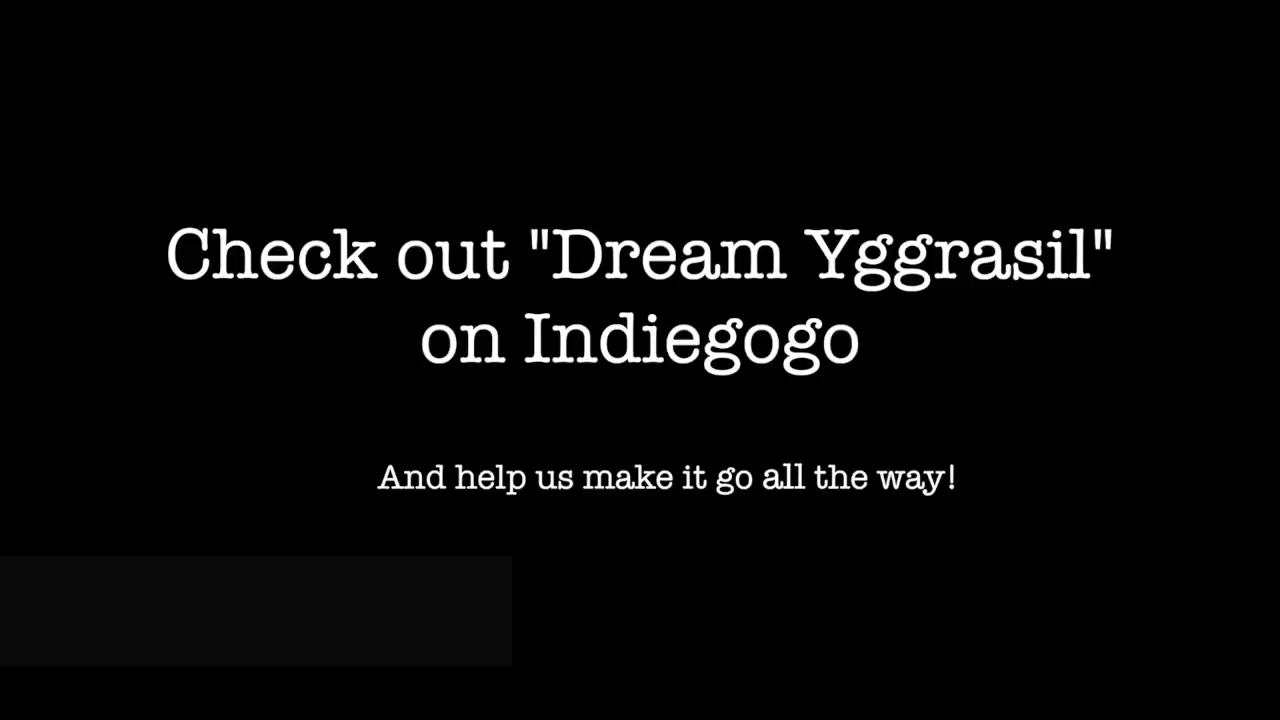 Check out "Dream Yggrasil"
on Indiegogo
And help us make it go all the way!